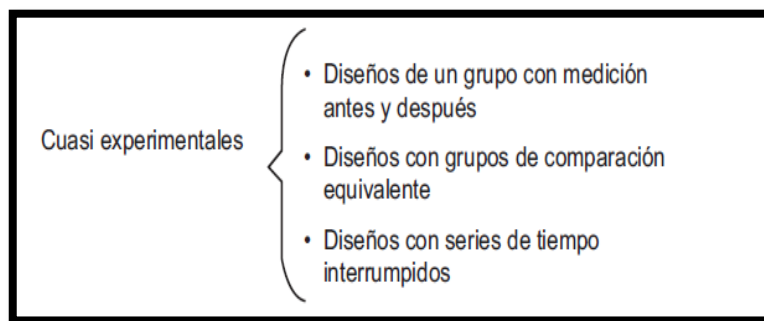 Cuasi experimentales
• Diseños de un grupo con medición
antes y después
• Diseños con grupos de comparación
equivalente
• Diseños con series de tiempo
interrumpidos